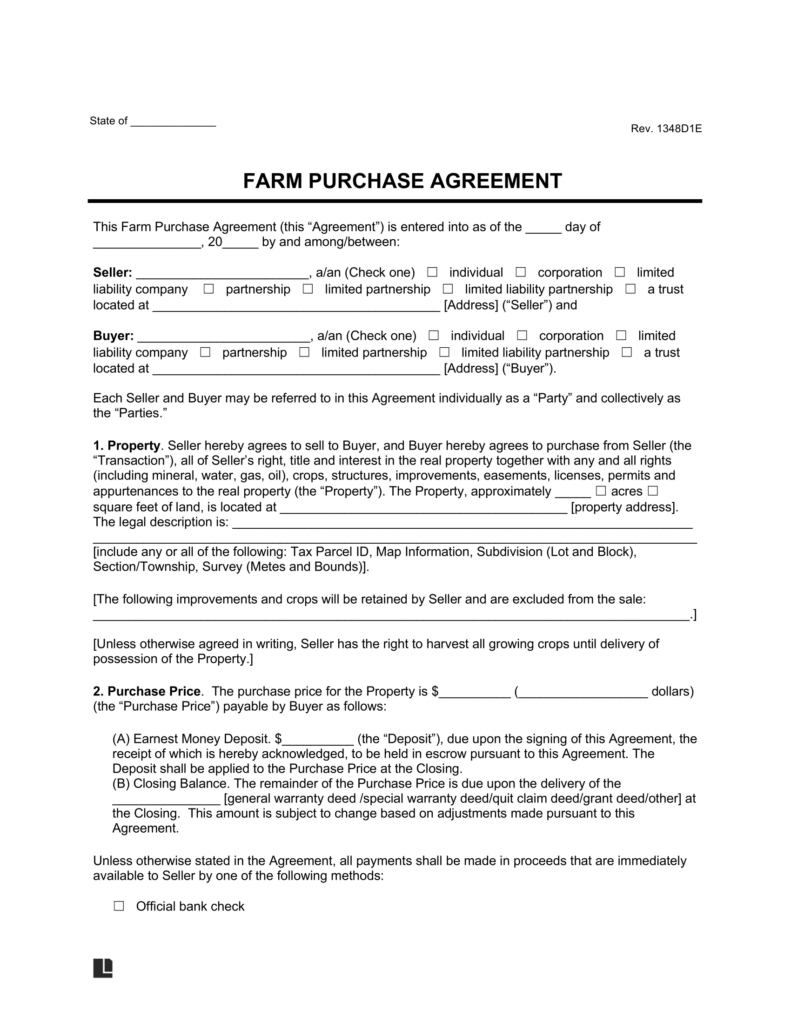 State of _______________
Rev. 1348D1E
FARM PURCHASE AGREEMENT
This Farm Purchase Agreement (this “Agreement”) is entered into as of the _____ day of
_______________, 20_____ by and among/between:
Seller: ________________________, a/an (Check one) ☐ individual ☐ corporation ☐ limited
liability company ☐ partnership ☐ limited partnership ☐ limited liability partnership ☐ a trust
located at ________________________________________ [Address] (“Seller”) and
Buyer: ________________________, a/an (Check one) ☐ individual ☐ corporation ☐ limited
liability company ☐ partnership ☐ limited partnership ☐ limited liability partnership ☐ a trust
located at ________________________________________ [Address] (“Buyer”).
Each Seller and Buyer may be referred to in this Agreement individually as a “Party” and collectively as
the “Parties.”
1. Property. Seller hereby agrees to sell to Buyer, and Buyer hereby agrees to purchase from Seller (the
“Transaction”), all of Seller’s right, title and interest in the real property together with any and all rights
(including mineral, water, gas, oil), crops, structures, improvements, easements, licenses, permits and
appurtenances to the real property (the “Property”). The Property, approximately _____ ☐ acres ☐
square feet of land, is located at ________________________________________ [property address].
The legal description is: ________________________________________________________________
____________________________________________________________________________________
[include any or all of the following: Tax Parcel ID, Map Information, Subdivision (Lot and Block),
Section/Township, Survey (Metes and Bounds)].
[The following improvements and crops will be retained by Seller and are excluded from the sale:
___________________________________________________________________________________.]
[Unless otherwise agreed in writing, Seller has the right to harvest all growing crops until delivery of
possession of the Property.]
2. Purchase Price. The purchase price for the Property is $__________ (__________________ dollars)
(the “Purchase Price”) payable by Buyer as follows:
(A) Earnest Money Deposit. $__________ (the “Deposit”), due upon the signing of this Agreement, the
receipt of which is hereby acknowledged, to be held in escrow pursuant to this Agreement. The
Deposit shall be applied to the Purchase Price at the Closing.
(B) Closing Balance. The remainder of the Purchase Price is due upon the delivery of the
_______________ [general warranty deed /special warranty deed/quit claim deed/grant deed/other] at
the Closing. This amount is subject to change based on adjustments made pursuant to this
Agreement.
Unless otherwise stated in the Agreement, all payments shall be made in proceeds that are immediately
available to Seller by one of the following methods:
☐ Official bank check